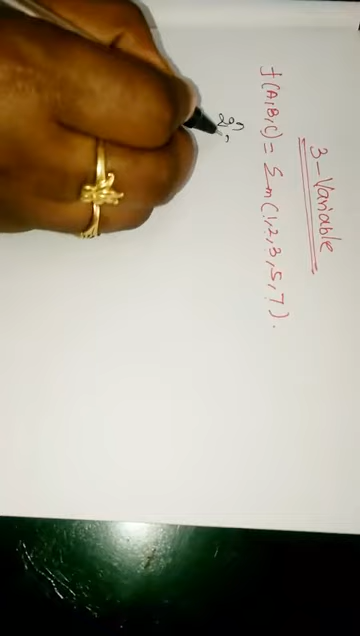 3-Variable
f(A,B,C) = Σm(1,2,3,5,7).